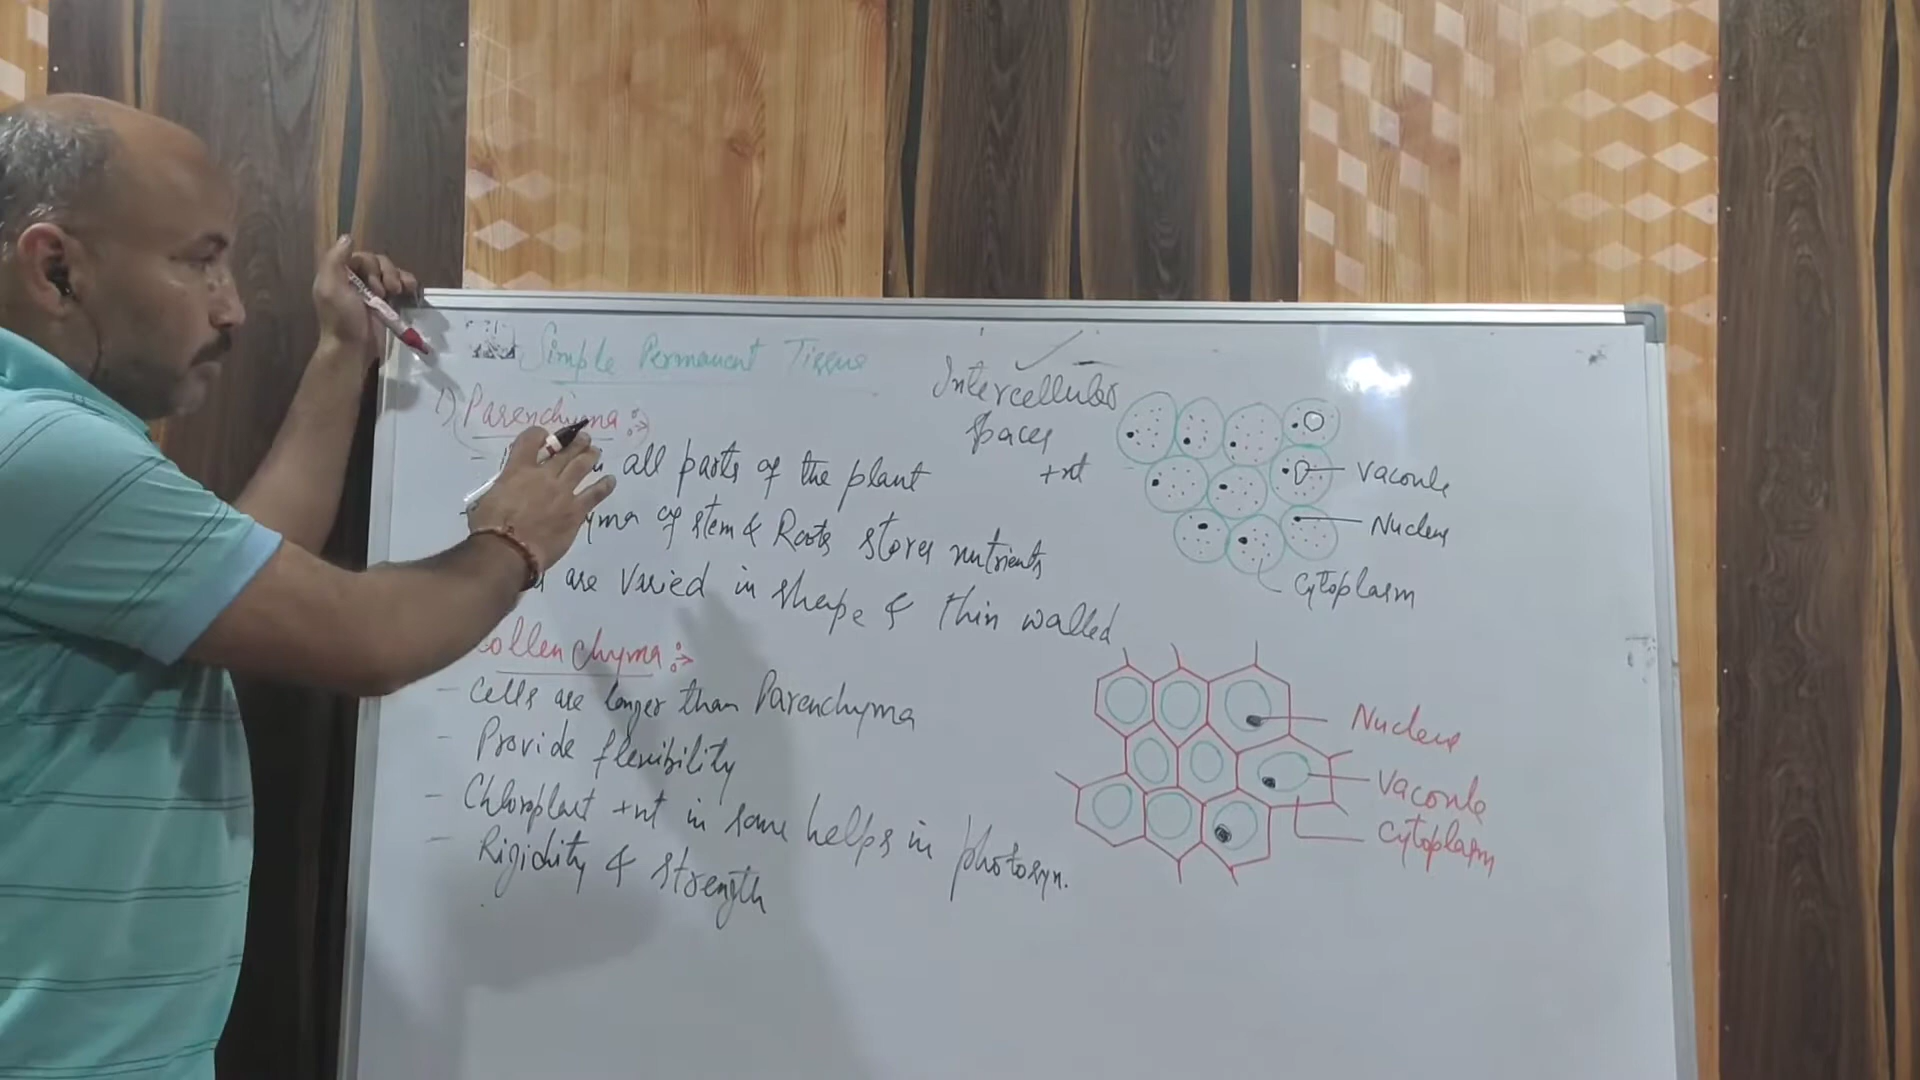 Simple Permanent Tissue
1) Parenchyma :->
- all parts of the plant
yma of stem & Roots stores nutrients
are varied in shape & thin walled
Collenchyma :->
- Cells are longer than Parenchyma
- Provide flexibility
- Chloroplast +nt in some helps in photosyn.
- Rigidity & strength
Intercellular
spaces
+nt
Vacoule
Nucleus
Cytoplasm
Nucleus
Vacoule
Cytoplasm